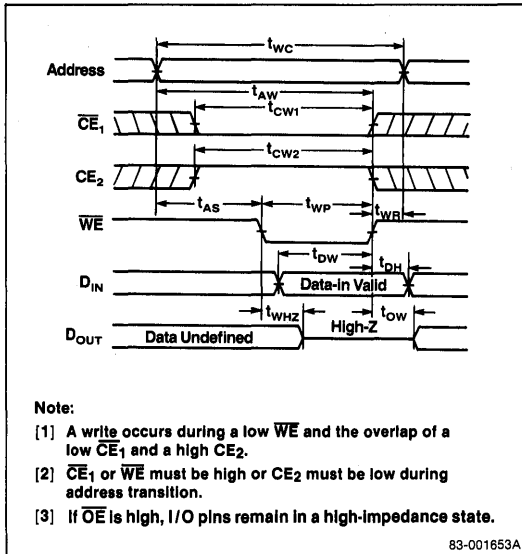 tWC
Address
tAW
tCW1
CE1
tCW2
CE2
tAS tWP tWR
WE
tDW tDH
DIN Data-in Valid
tWHZ High-Z tOW
DOUT Data Undefined
Note:
[1] A write occurs during a low WE and the overlap of a
low CE1 and a high CE2.
[2] CE1 or WE must be high or CE2 must be low during
address transition.
[3] If OE is high, I/O pins remain in a high-impedance state.
83-001653A